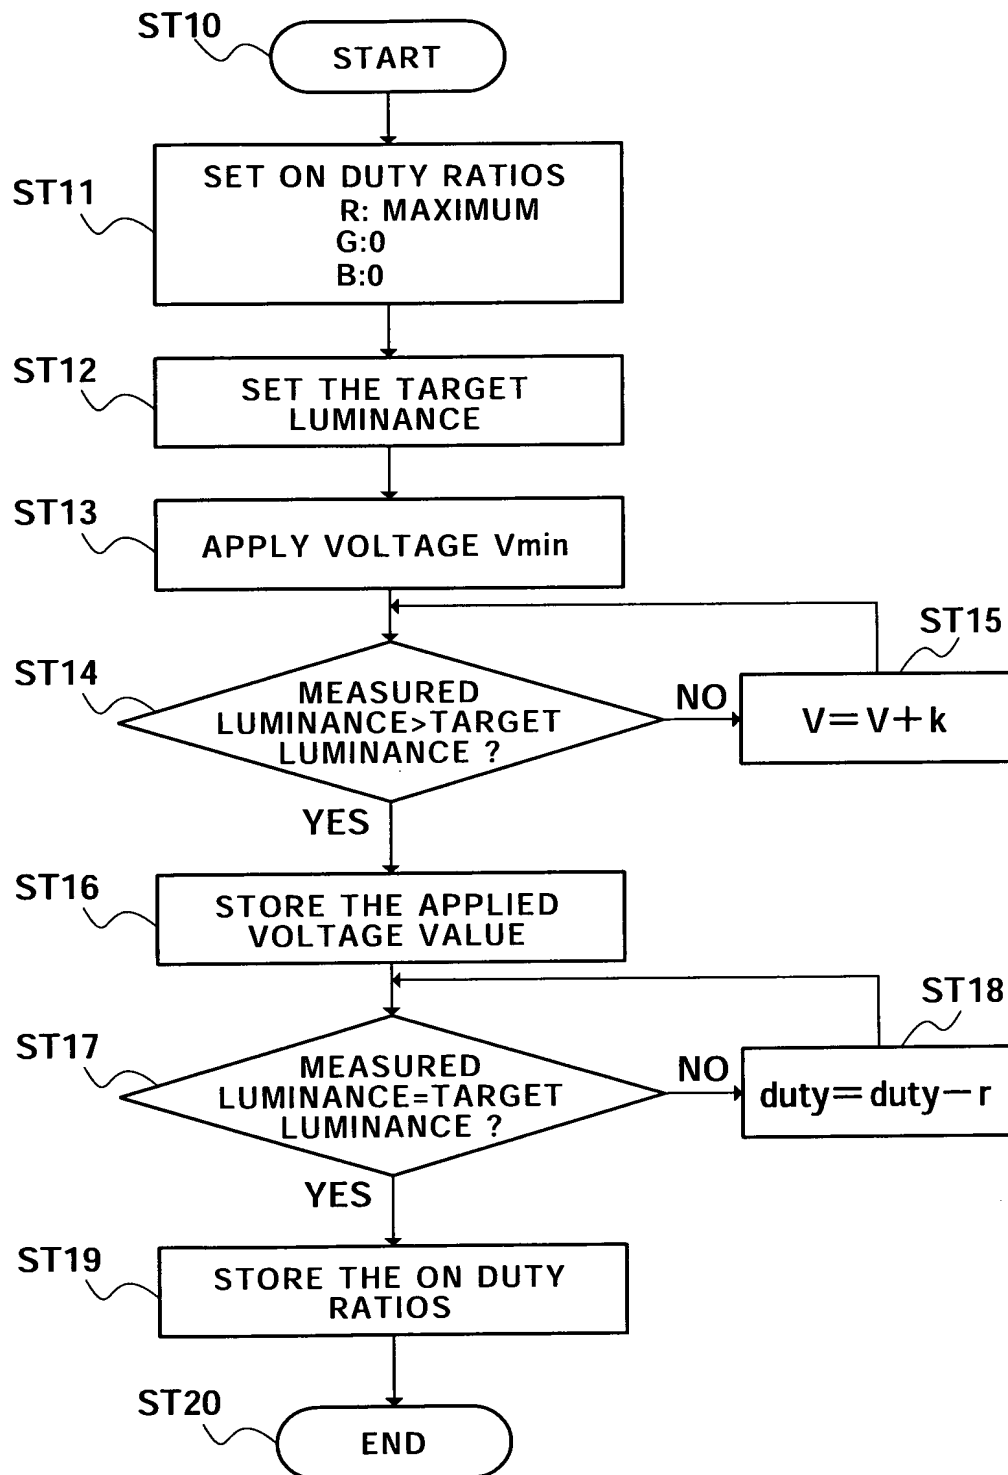 ST10
START
ST11
SET ON DUTY RATIOS
R: MAXIMUM
G:0
B:0
ST12
SET THE TARGET
LUMINANCE
ST13
APPLY VOLTAGE Vmin
ST14
MEASURED
LUMINANCE>TARGET
LUMINANCE ?
NO
ST15
V=V+k
YES
ST16
STORE THE APPLIED
VOLTAGE VALUE
ST17
MEASURED
LUMINANCE=TARGET
LUMINANCE ?
NO
ST18
duty=duty-r
YES
ST19
STORE THE ON DUTY
RATIOS
ST20
END